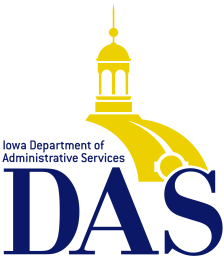 Iowa Department of
Administrative Services
DAS